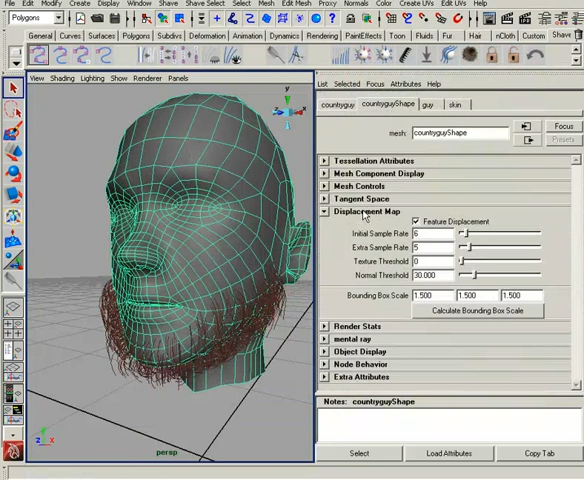 File Edit Modify Create Display Window Assets Select Mesh Edit Mesh Proxy Normals Color Create UVs Edit UVs
Polygons
General Curves Surfaces Polygons Subdivs Deformation Animation Dynamics Rendering PaintEffects Toon Fluids Fur Hair nCloth Custom Shave
View Shading Lighting Show Renderer Panels
List Selected Focus Attributes Help
countryguy countryguyShape guy skin
mesh: countryguyShape
Focus
Presets
Tessellation Attributes
Mesh Component Display
Mesh Controls
Tangent Space
Displacement Map
Feature Displacement
Initial Sample Rate 6
Extra Sample Rate 5
Texture Threshold 0
Normal Threshold 30.000
Bounding Box Scale 1.500 1.500 1.500
Calculate Bounding Box Scale
Render Stats
mental ray
Object Display
Node Behavior
Extra Attributes
Notes: countryguyShape
Select Load Attributes Copy Tab
y
z x
persp